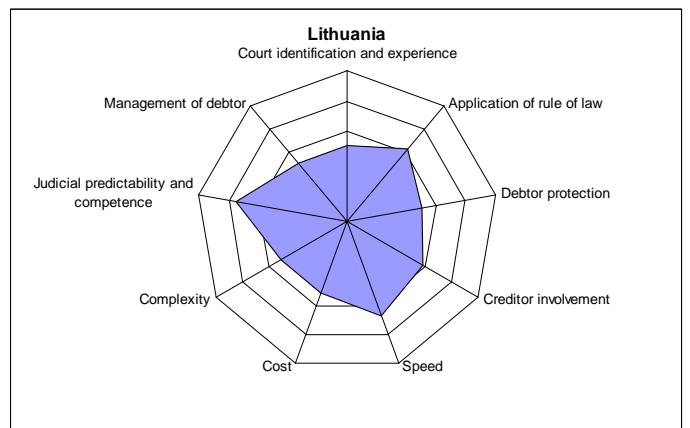 Lithuania
Court identification and experience
Management of debtor
Application of rule of law
Judicial predictability and
competence
Debtor protection
Complexity
Creditor involvement
Cost
Speed